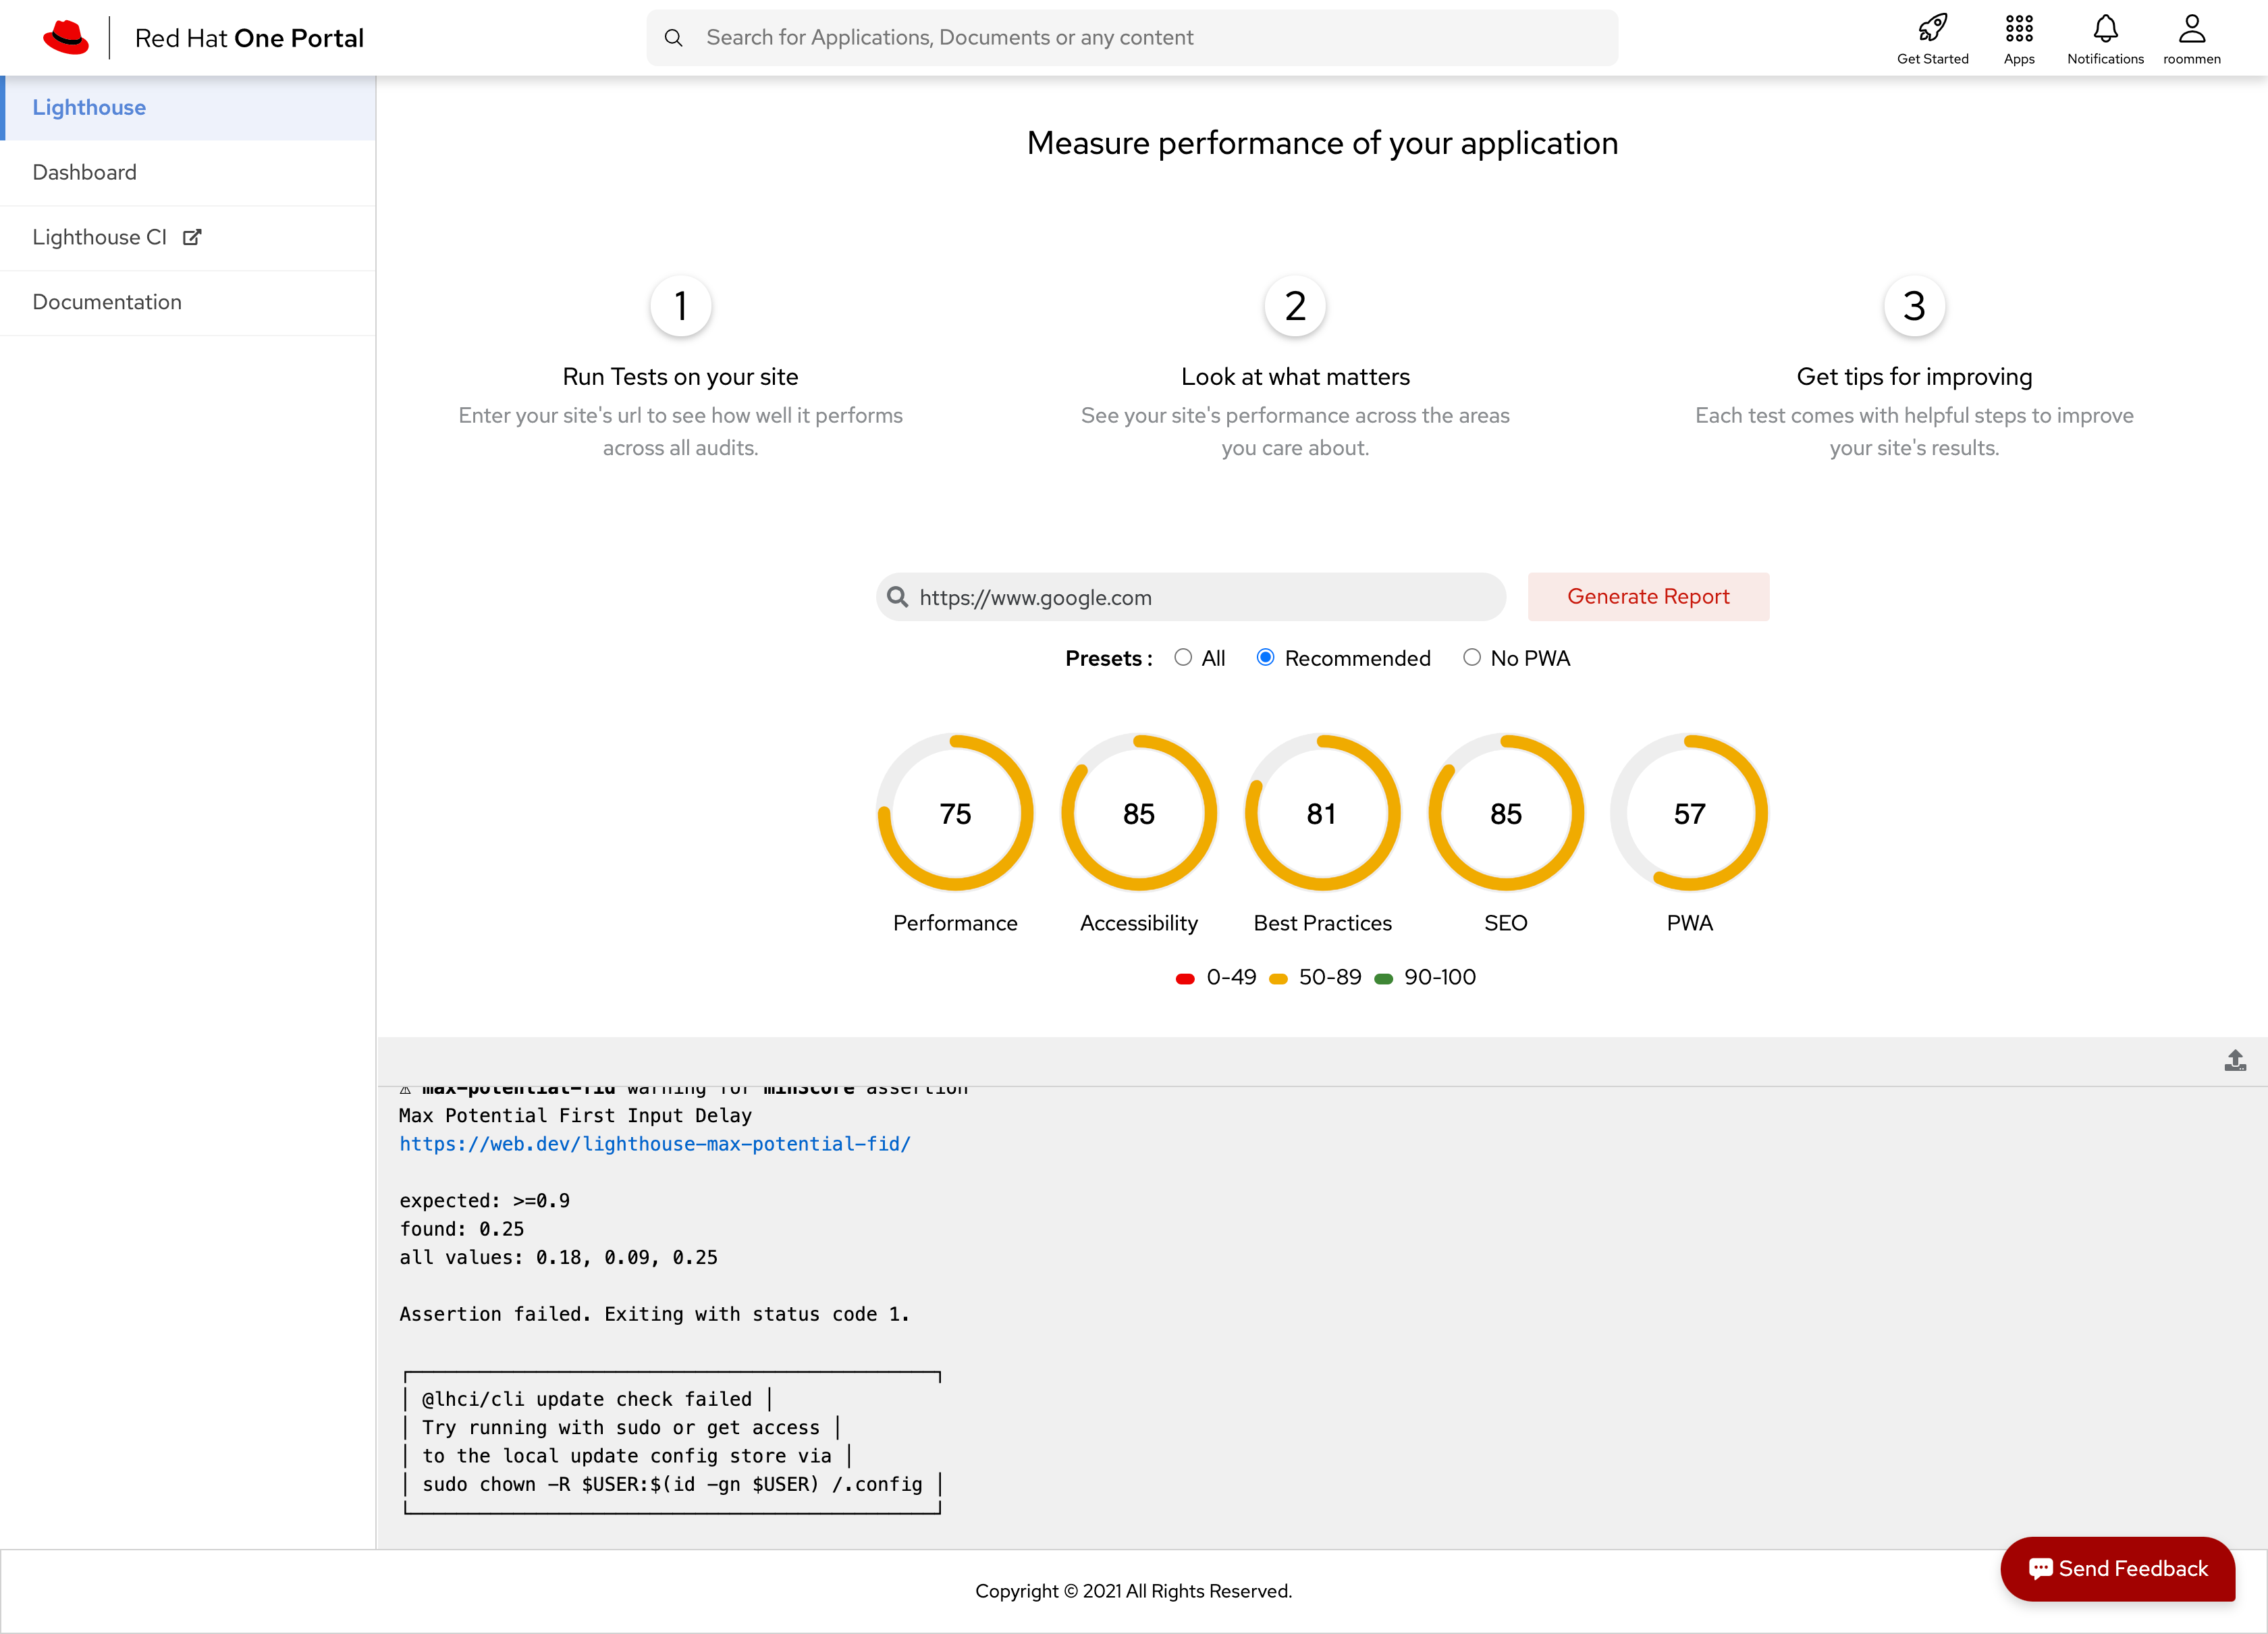 Red Hat One Portal
Search for Applications, Documents or any content
Get Started
Apps
Notifications
roommen
Lighthouse
Dashboard
Lighthouse CI
Documentation
Measure performance of your application
1
Run Tests on your site
Enter your site's url to see how well it performs
across all audits.
2
Look at what matters
See your site's performance across the areas
you care about.
3
Get tips for improving
Each test comes with helpful steps to improve
your site's results.
https://www.google.com
Generate Report
Presets : All Recommended No PWA
75 85 81 85 57
Performance Accessibility Best Practices SEO PWA
0-49 50-89 90-100
⚠ max-potential-fid warning for minScore assertion
Max Potential First Input Delay
https://web.dev/lighthouse-max-potential-fid/
expected: >=0.9
found: 0.25
all values: 0.18, 0.09, 0.25
Assertion failed. Exiting with status code 1.
@lhci/cli update check failed
Try running with sudo or get access
to the local update config store via
sudo chown -R $USER:$(id -gn $USER) /.config
Send Feedback
Copyright © 2021 All Rights Reserved.